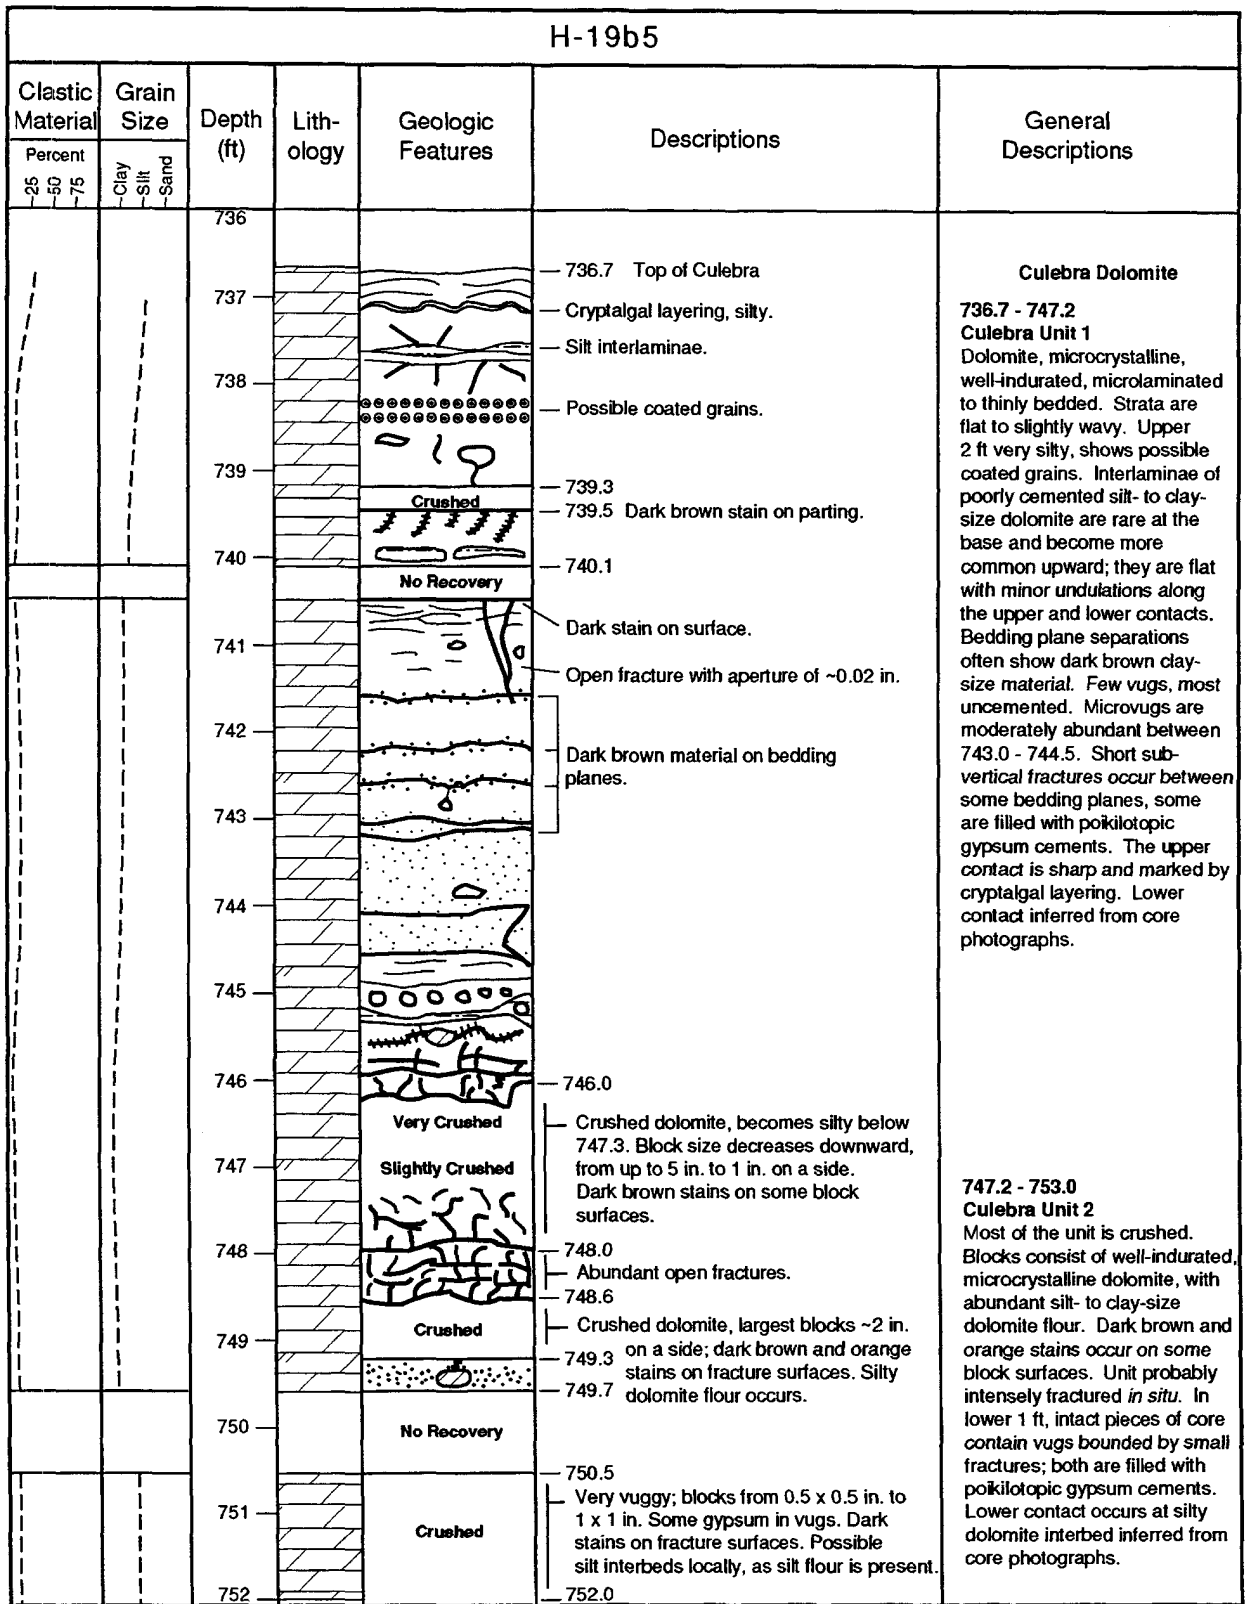 H-19b5
Clastic
Material
Percent
25
50
75
Grain
Size
Clay
Silt
Sand
Depth
(ft)
Lith-
ology
Geologic
Features
Descriptions
General
Descriptions
736
737
738
739
740
741
742
743
744
745
746
747
748
749
750
751
752
Crushed
No Recovery
Very Crushed
Slightly Crushed
Crushed
No Recovery
Crushed
736.7 Top of Culebra
Cryptalgal layering, silty.
Silt interlaminae.
Possible coated grains.
739.3
739.5 Dark brown stain on parting.
740.1
Dark stain on surface.
Open fracture with aperture of ~0.02 in.
Dark brown material on bedding
planes.
746.0
Crushed dolomite, becomes silty below
747.3. Block size decreases downward,
from up to 5 in. to 1 in. on a side.
Dark brown stains on some block
surfaces.
748.0
Abundant open fractures.
748.6
Crushed dolomite, largest blocks ~2 in.
on a side; dark brown and orange
749.3 stains on fracture surfaces. Silty
749.7 dolomite flour occurs.
750.5
Very vuggy; blocks from 0.5 x 0.5 in. to
1 x 1 in. Some gypsum in vugs. Dark
stains on fracture surfaces. Possible
silt interbeds locally, as silt flour is present.
752.0
Culebra Dolomite
736.7 - 747.2
Culebra Unit 1
Dolomite, microcrystalline,
well-indurated, microlaminated
to thinly bedded. Strata are
flat to slightly wavy. Upper
2 ft very silty, shows possible
coated grains. Interlaminae of
poorly cemented silt- to clay-
size dolomite are rare at the
base and become more
common upward; they are flat
with minor undulations along
the upper and lower contacts.
Bedding plane separations
often show dark brown clay-
size material. Few vugs, most
uncemented. Microvugs are
moderately abundant between
743.0 - 744.5. Short sub-
vertical fractures occur between
some bedding planes, some
are filled with poikilotopic
gypsum cements. The upper
contact is sharp and marked by
cryptalgal layering. Lower
contact inferred from core
photographs.
747.2 - 753.0
Culebra Unit 2
Most of the unit is crushed.
Blocks consist of well-indurated,
microcrystalline dolomite, with
abundant silt- to clay-size
dolomite flour. Dark brown and
orange stains occur on some
block surfaces. Unit probably
intensely fractured in situ. In
lower 1 ft, intact pieces of core
contain vugs bounded by small
fractures; both are filled with
poikilotopic gypsum cements.
Lower contact occurs at silty
dolomite interbed inferred from
core photographs.